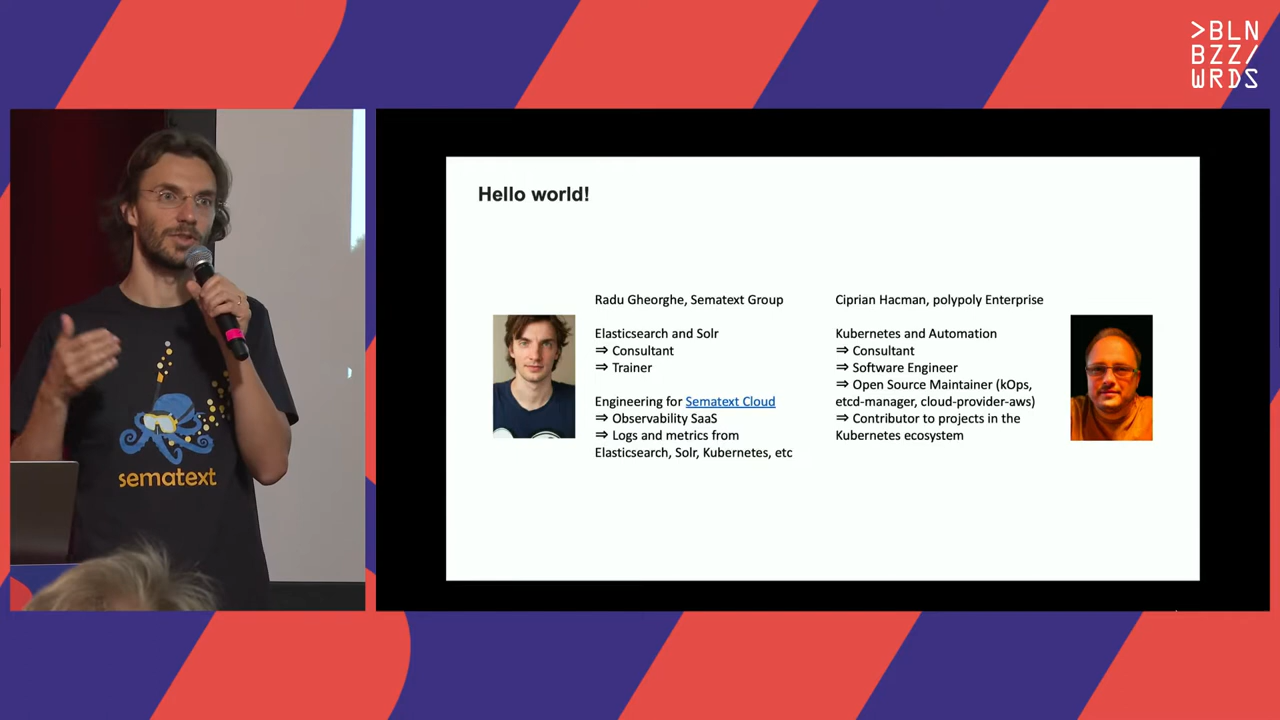 >BLN
BZZ/
WRDS
Hello world!
Radu Gheorghe, Sematext Group
Elasticsearch and Solr
⇒ Consultant
⇒ Trainer
Engineering for Sematext Cloud
⇒ Observability SaaS
⇒ Logs and metrics from
Elasticsearch, Solr, Kubernetes, etc
Ciprian Hacman, polypoly Enterprise
Kubernetes and Automation
⇒ Consultant
⇒ Software Engineer
⇒ Open Source Maintainer (kOps,
etcd-manager, cloud-provider-aws)
⇒ Contributor to projects in the
Kubernetes ecosystem
sematext